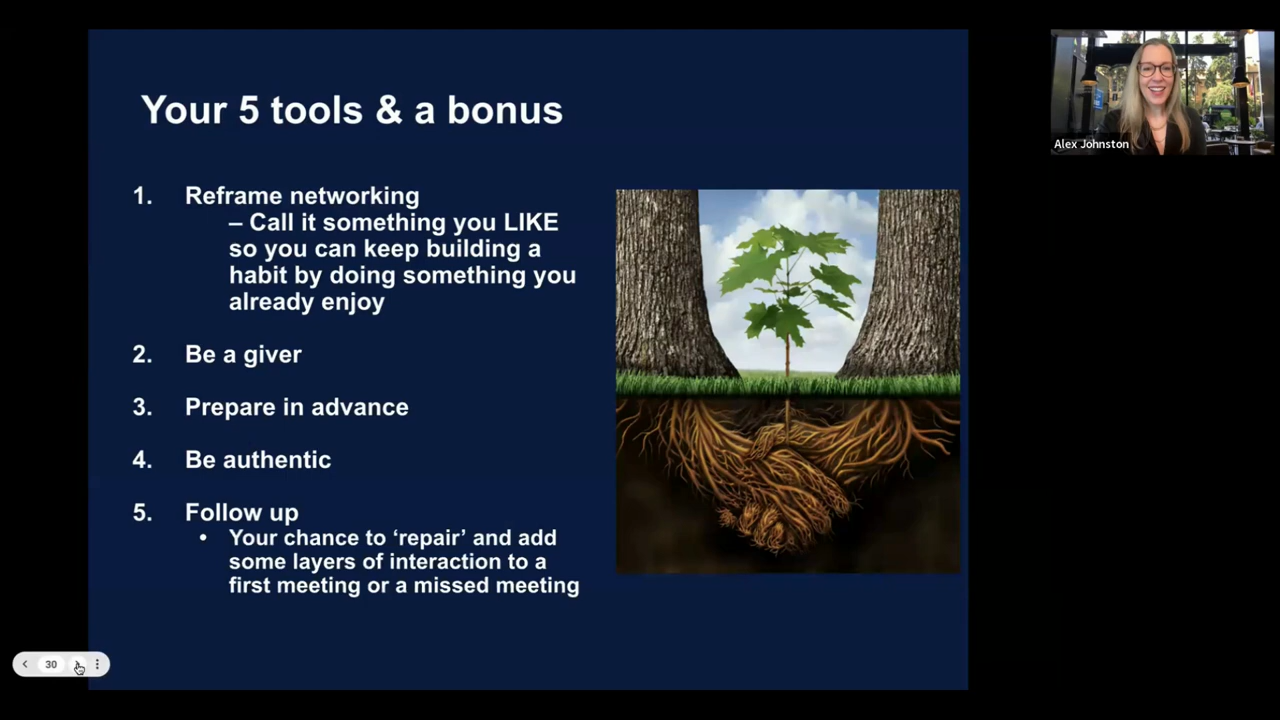 Your 5 tools & a bonus
1. Reframe networking
– Call it something you LIKE
so you can keep building a
habit by doing something you
already enjoy
2. Be a giver
3. Prepare in advance
4. Be authentic
5. Follow up
• Your chance to ‘repair’ and add
some layers of interaction to a
first meeting or a missed meeting
Alex Johnston
30